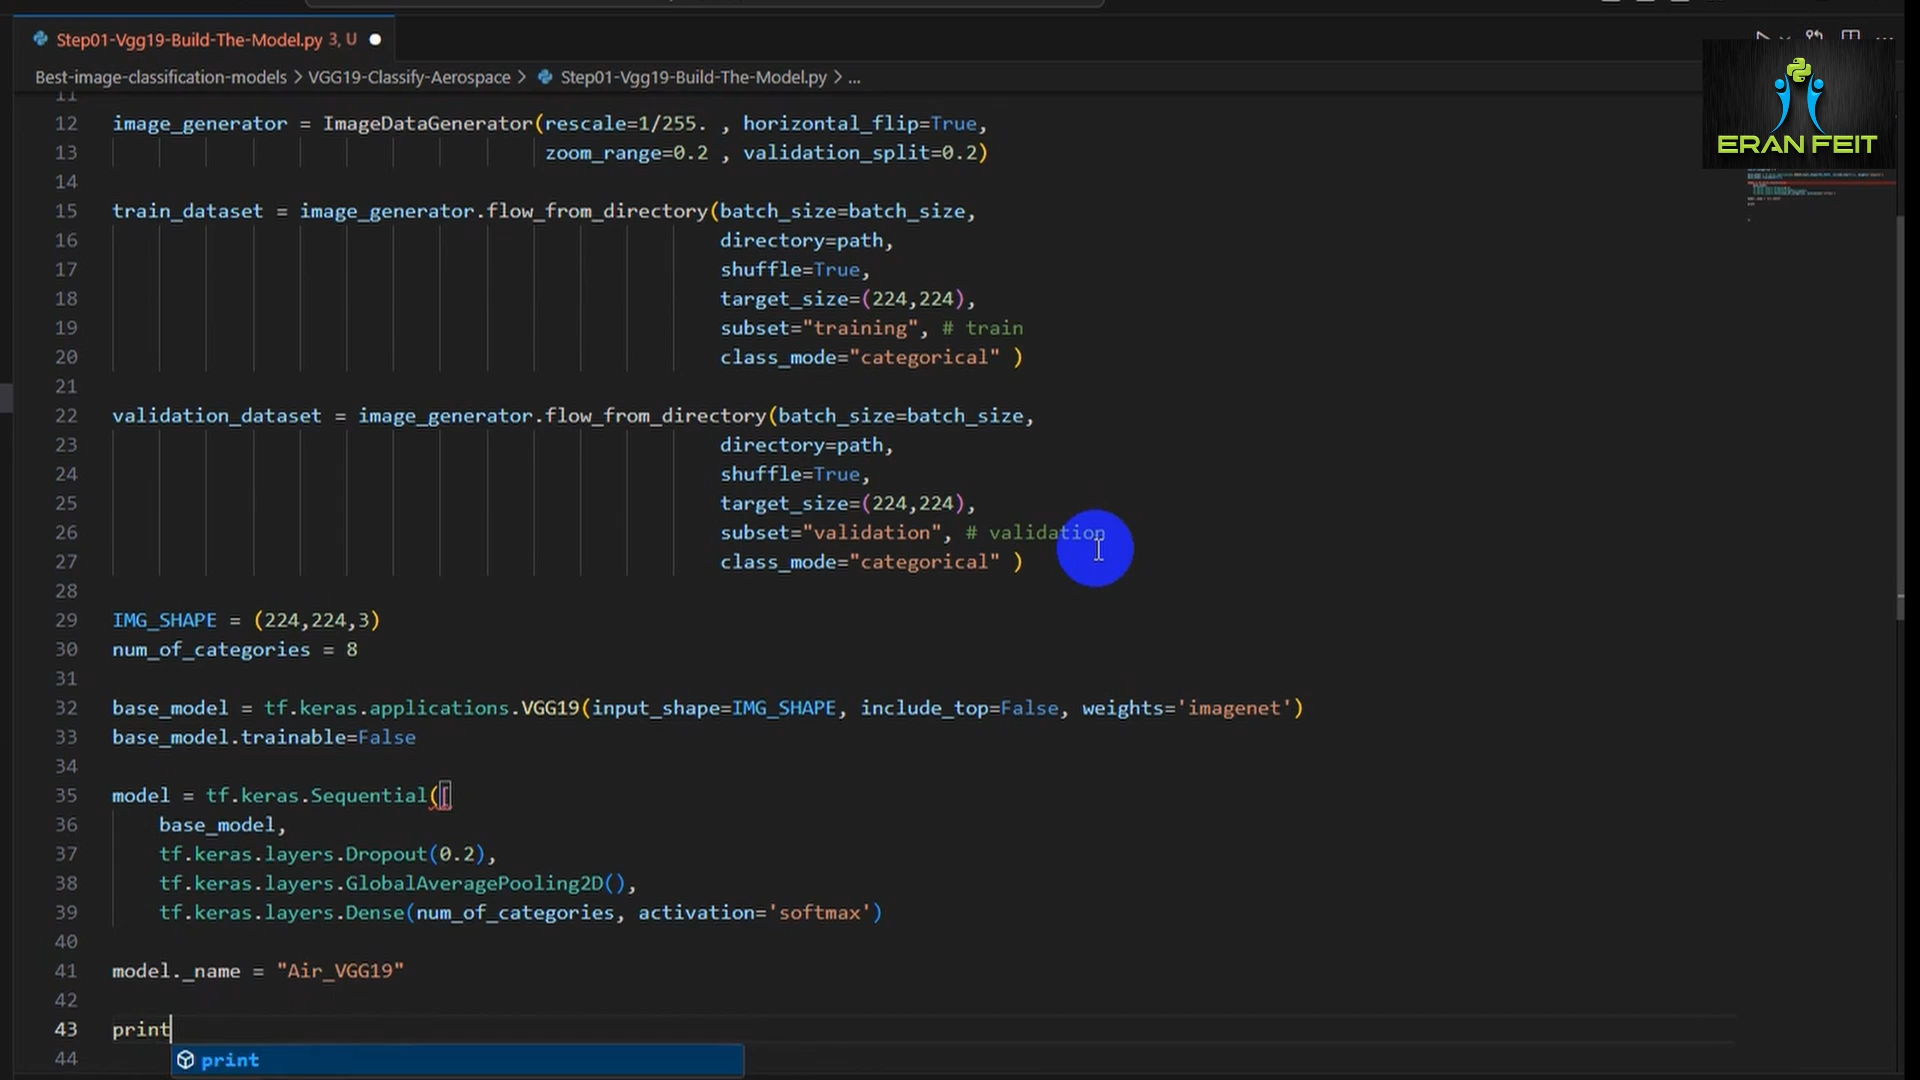 Step01-Vgg19-Build-The-Model.py 3, U
Best-image-classification-models > VGG19-Classify-Aerospace > Step01-Vgg19-Build-The-Model.py > ...
ERAN FEIT
11
12 image_generator = ImageDataGenerator(rescale=1/255. , horizontal_flip=True,
13 zoom_range=0.2 , validation_split=0.2)
14
15 train_dataset = image_generator.flow_from_directory(batch_size=batch_size,
16 directory=path,
17 shuffle=True,
18 target_size=(224,224),
19 subset="training", # train
20 class_mode="categorical" )
21
22 validation_dataset = image_generator.flow_from_directory(batch_size=batch_size,
23 directory=path,
24 shuffle=True,
25 target_size=(224,224),
26 subset="validation", # validation
27 class_mode="categorical" )
28
29 IMG_SHAPE = (224,224,3)
30 num_of_categories = 8
31
32 base_model = tf.keras.applications.VGG19(input_shape=IMG_SHAPE, include_top=False, weights='imagenet')
33 base_model.trainable=False
34
35 model = tf.keras.Sequential([
36 base_model,
37 tf.keras.layers.Dropout(0.2),
38 tf.keras.layers.GlobalAveragePooling2D(),
39 tf.keras.layers.Dense(num_of_categories, activation='softmax')
40
41 model._name = "Air_VGG19"
42
43 print
44 print